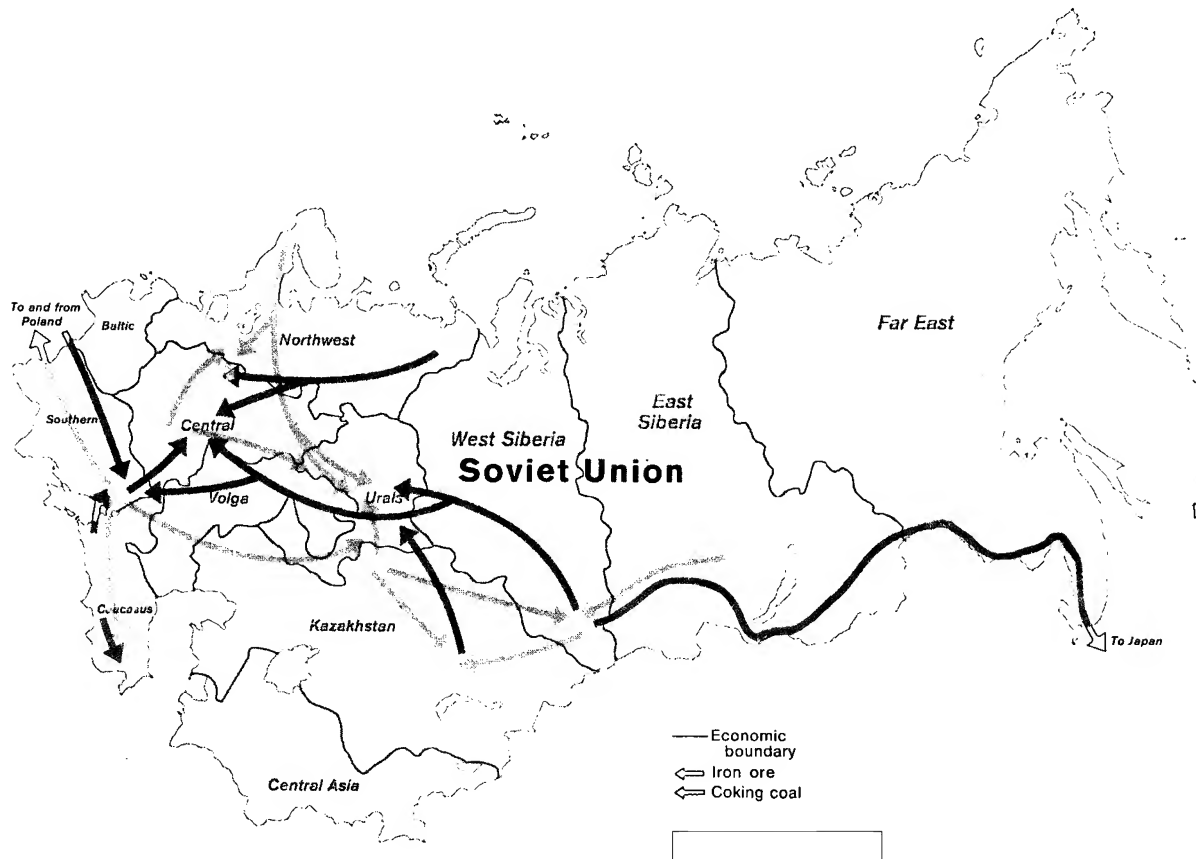 To and from
Poland
Baltic
Northwest
Far East
Southern
Central
East
Siberia
West Siberia
Soviet Union
Volga
Urals
Caucasus
Kazakhstan
To Japan
Economic
boundary
Iron ore
Coking coal
Central Asia